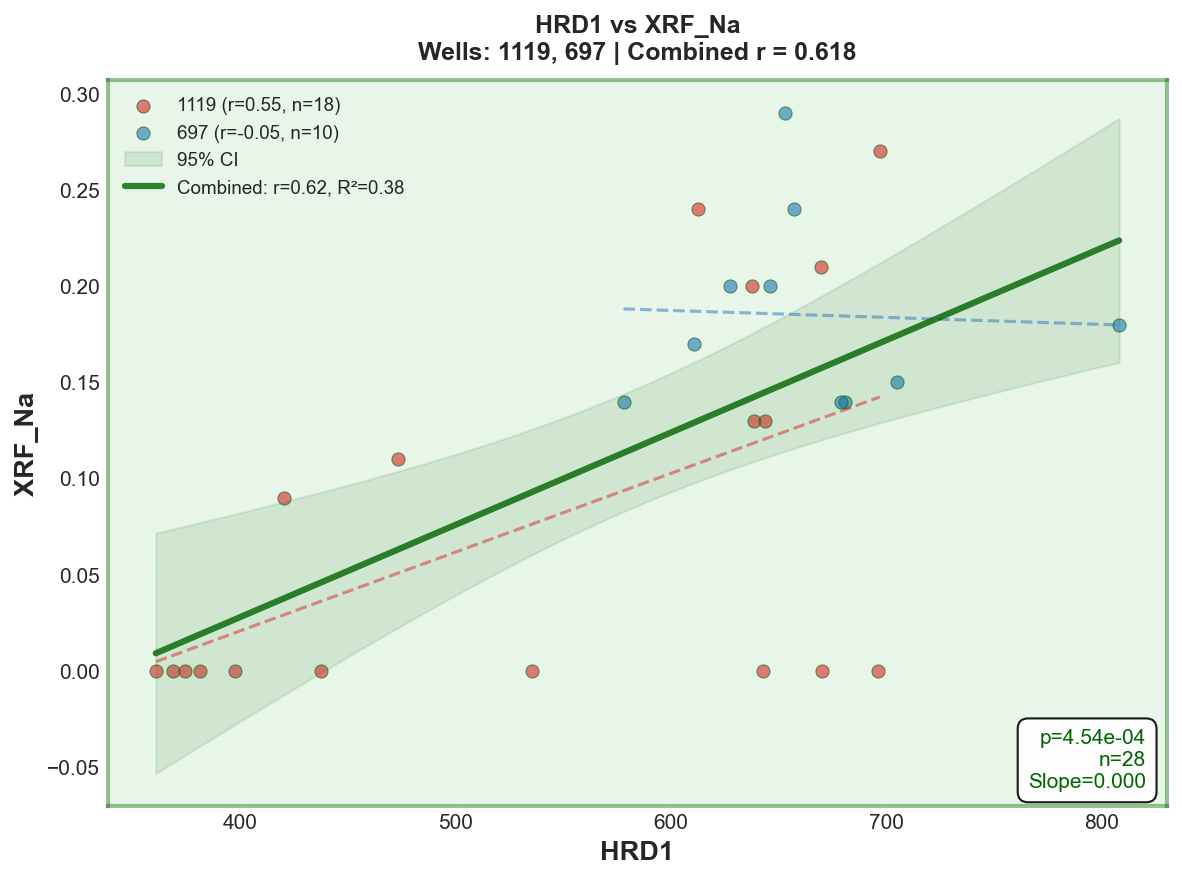 HRD1 vs XRF_Na
Wells: 1119, 697 | Combined r = 0.618
1119 (r=0.55, n=18)
697 (r=-0.05, n=10)
95% CI
Combined: r=0.62, R²=0.38
0.30
0.25
0.20
0.15
0.10
0.05
0.00
−0.05
XRF_Na
p=4.54e-04
n=28
Slope=0.000
400
500
600
700
800
HRD1